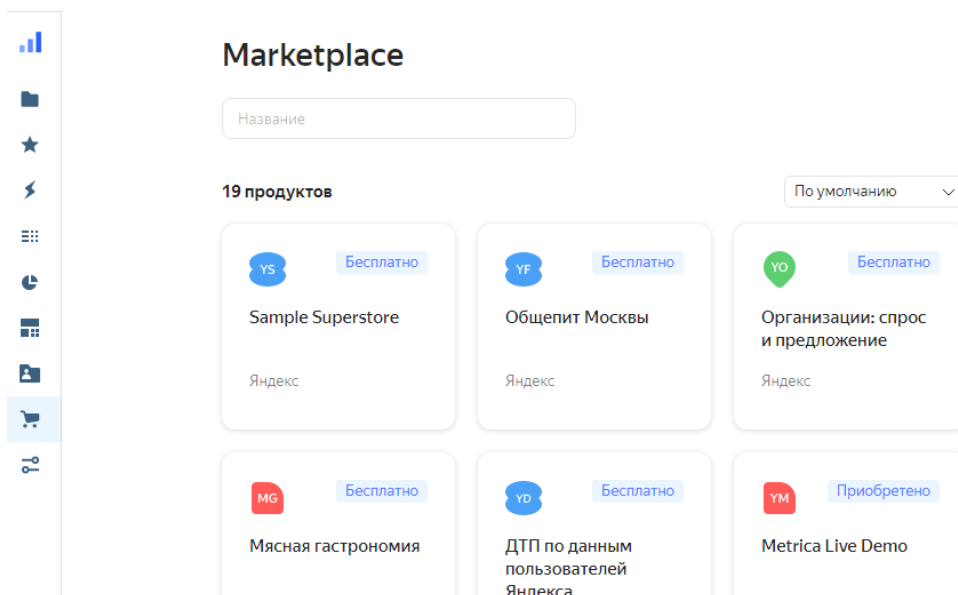 Marketplace
Название
19 продуктов
По умолчанию
YS
Бесплатно
Sample Superstore
Яндекс
YF
Бесплатно
Общепит Москвы
Яндекс
YO
Бесплатно
Организации: спрос
и предложение
Яндекс
MG
Бесплатно
Мясная гастрономия
YD
Бесплатно
ДТП по данным
пользователей
Яндекса
YM
Приобретено
Metrica Live Demo